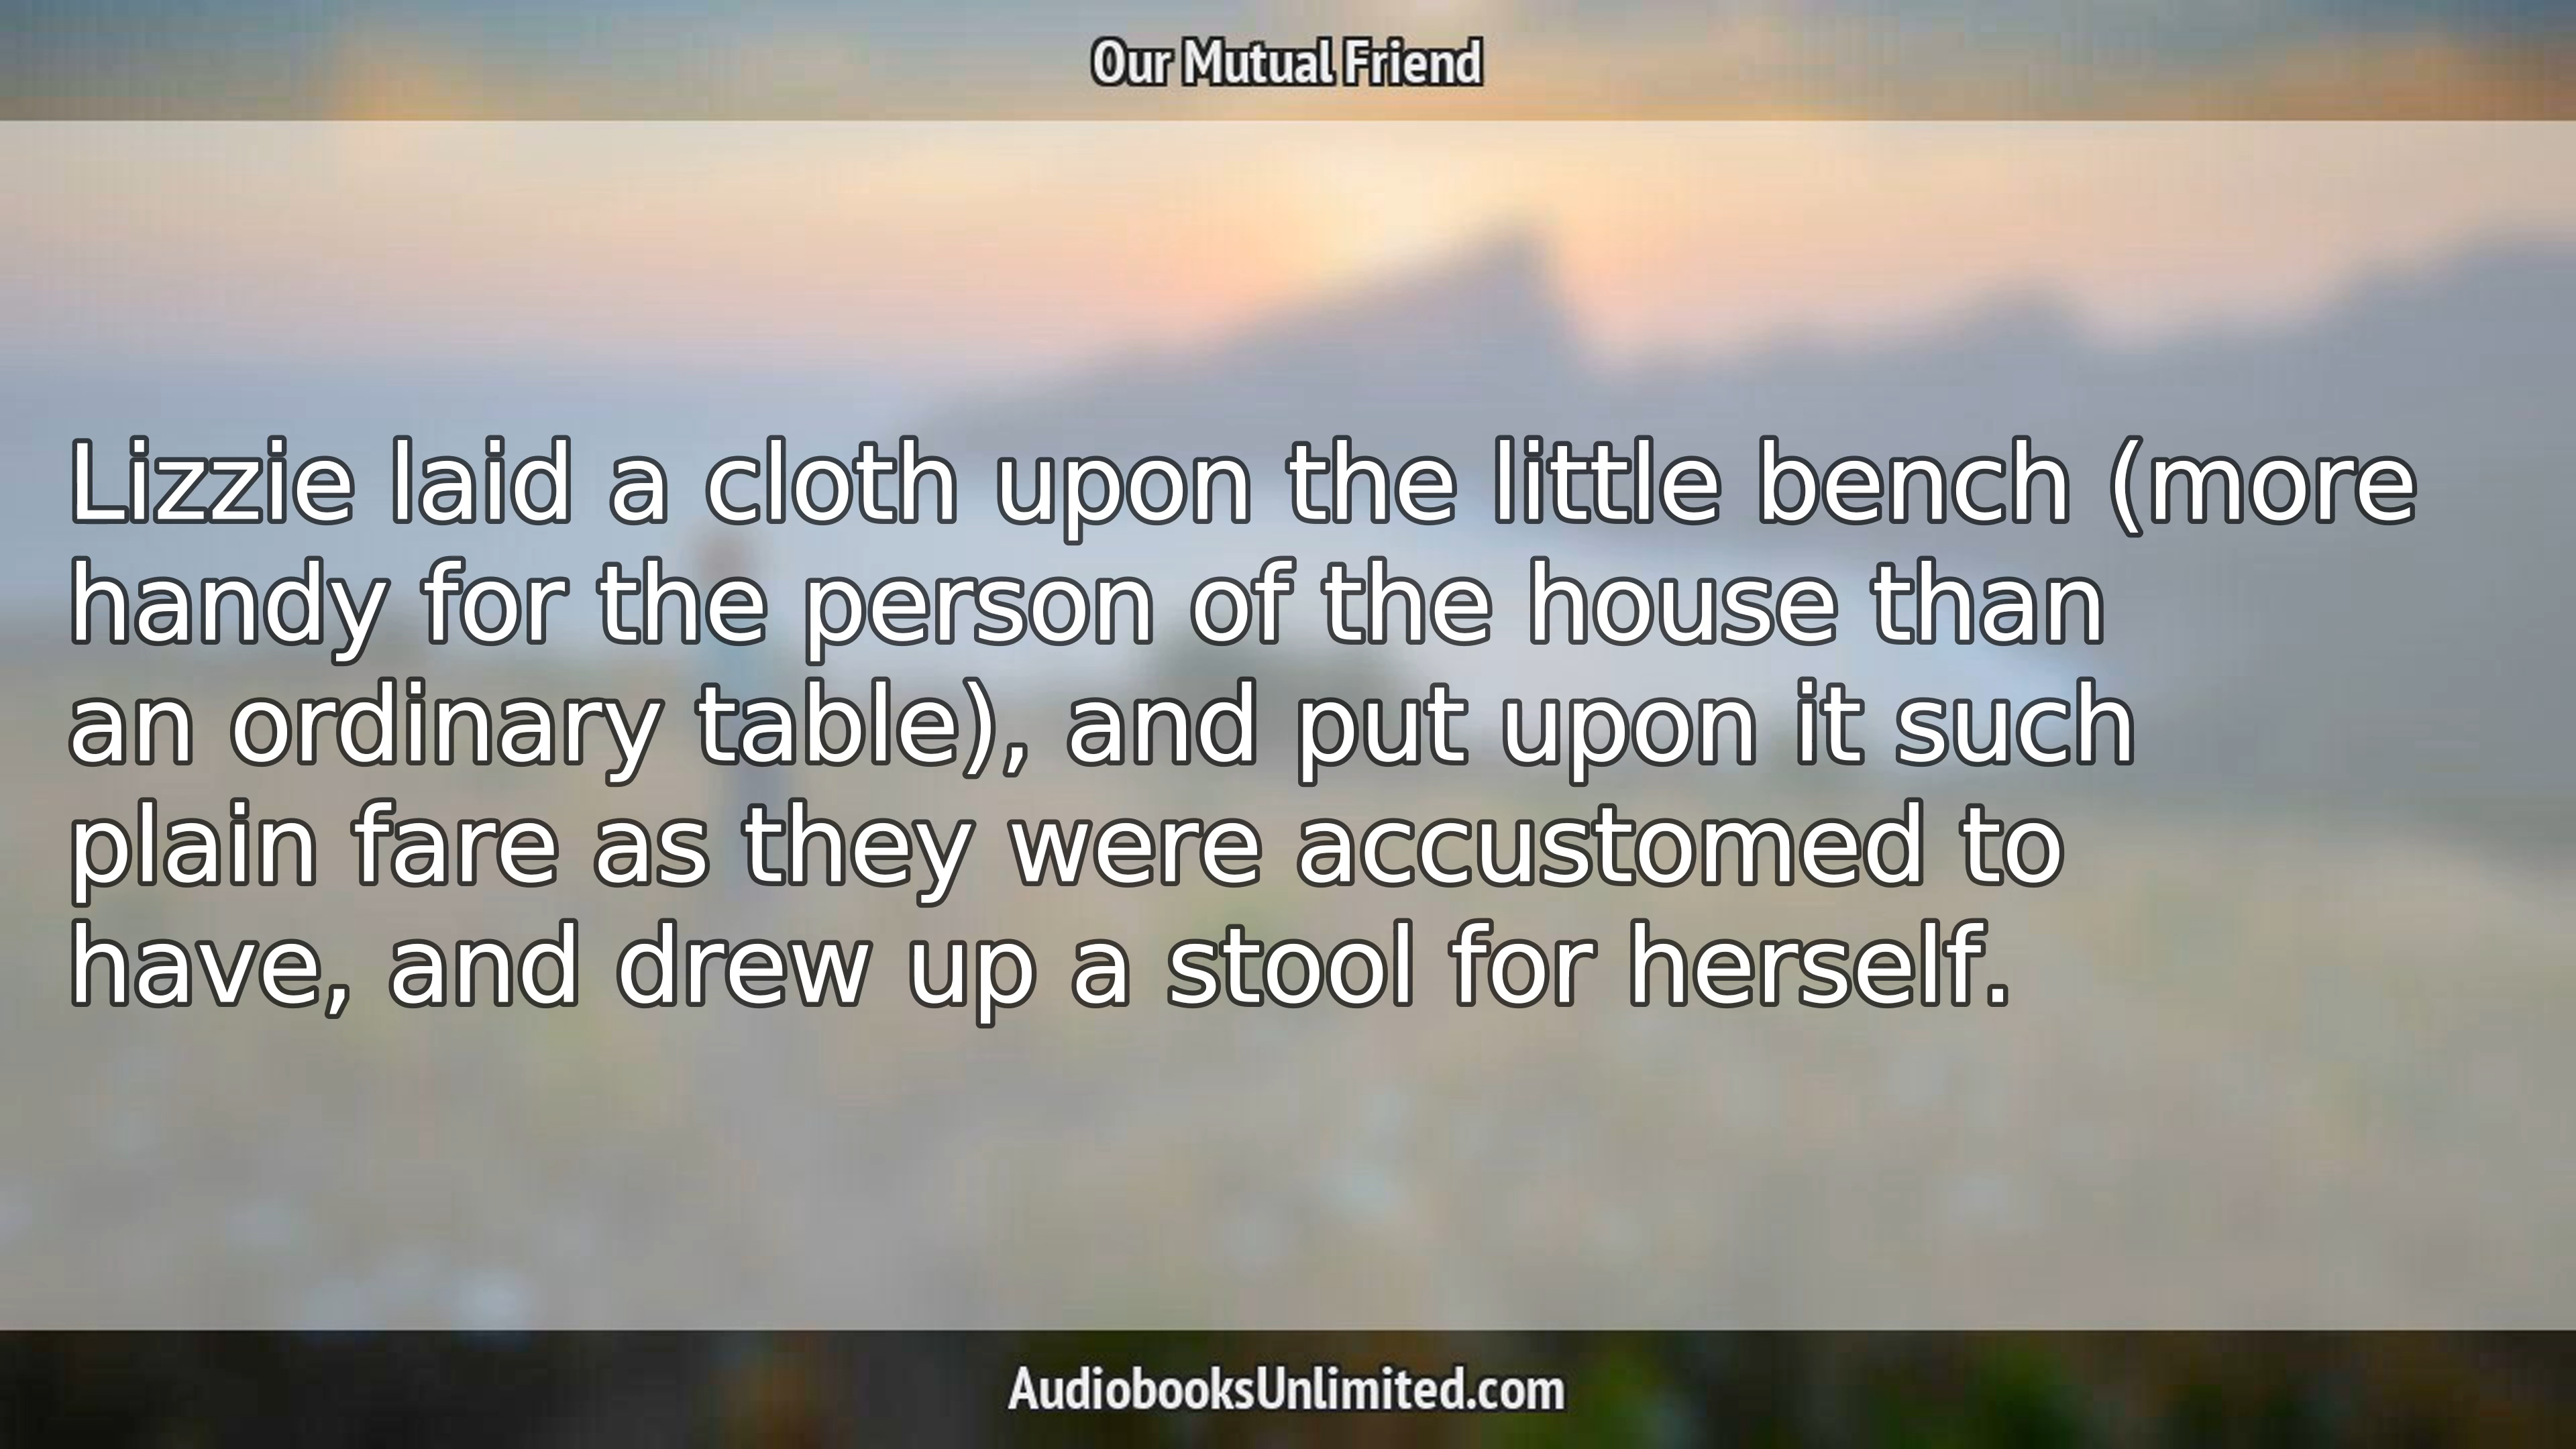 Our Mutual Friend
Lizzie laid a cloth upon the little bench (more
handy for the person of the house than
an ordinary table), and put upon it such
plain fare as they were accustomed to
have, and drew up a stool for herself.
AudiobooksUnlimited.com